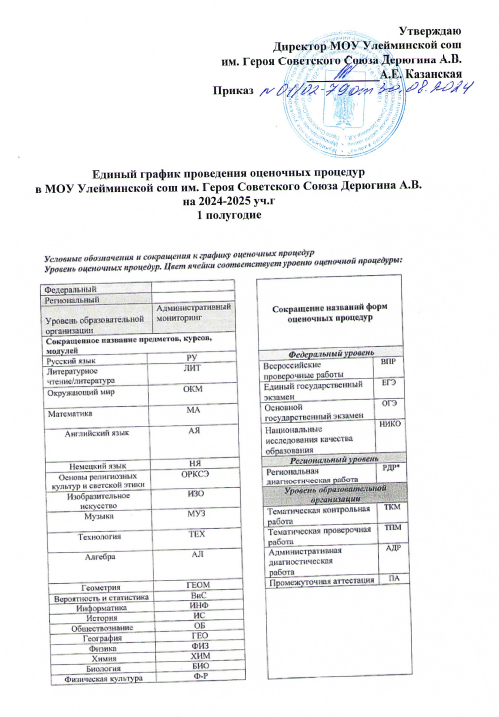 Утверждаю
Директор МОУ Улейминской сош
им. Героя Советского Союза Дерюгина А.В.
А.Е. Казанская
Приказ № 01/02-790т 30.08.2024
Единый график проведения оценочных процедур
в МОУ Улейминской сош им. Героя Советского Союза Дерюгина А.В.
на 2024-2025 уч.г
1 полугодие
Условные обозначения и сокращения к графику оценочных процедур
Уровень оценочных процедур. Цвет ячейки соответствует уровню оценочной процедуры:
Федеральный
Региональный
Уровень образовательной организации Административный мониторинг
Сокращенное название предметов, курсов,
модулей
Русский язык РУ
Литературное ЛИТ
чтение/литература
Окружающий мир ОКМ
Математика МА
Английский язык АЯ
Немецкий язык НЯ
Основы религиозных ОРКСЭ
культур и светской этики
Изобразительное ИЗО
искусство
Музыка МУЗ
Технология ТЕХ
Алгебра АЛ
Геометрия ГЕОМ
Вероятность и статистика ВиС
Информатика ИНФ
История ИС
Обществознание ОБ
География ГЕО
Физика ФИЗ
Химия ХИМ
Биология БИО
Физическая культура Ф-Р
Сокращение названий форм
оценочных процедур
Федеральный уровень
Всероссийские ВПР
проверочные работы
Единый государственный ЕГЭ
экзамен
Основной ОГЭ
государственный экзамен
Национальные НИКО
исследования качества
образования
Региональный уровень
Региональная РДР*
диагностическая работа
Уровень образовательной
организации
Тематическая контрольная ТКМ
работа
Тематическая проверочная ТПМ
работа
Административная АДР
диагностическая
работа
Промежуточная аттестация ПА